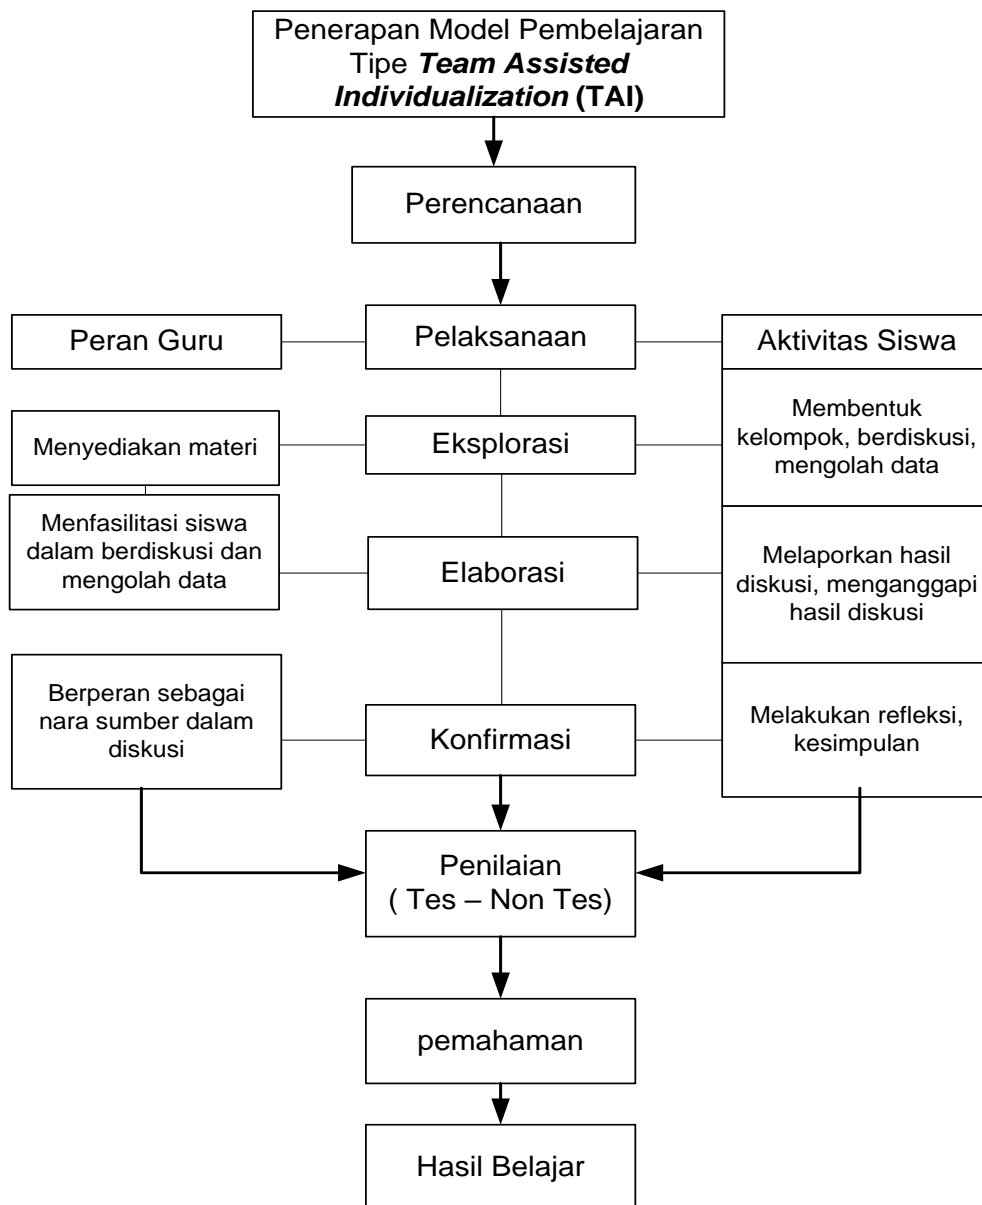 Penerapan Model Pembelajaran
Tipe Team Assisted
Individualization (TAI)
Perencanaan
Peran Guru
Pelaksanaan
Aktivitas Siswa
Menyediakan materi
Eksplorasi
Membentuk
kelompok, berdiskusi,
mengolah data
Menfasilitasi siswa
dalam berdiskusi dan
mengolah data
Elaborasi
Melaporkan hasil
diskusi, menganggapi
hasil diskusi
Berperan sebagai
nara sumber dalam
diskusi
Konfirmasi
Melakukan refleksi,
kesimpulan
Penilaian
( Tes – Non Tes)
pemahaman
Hasil Belajar